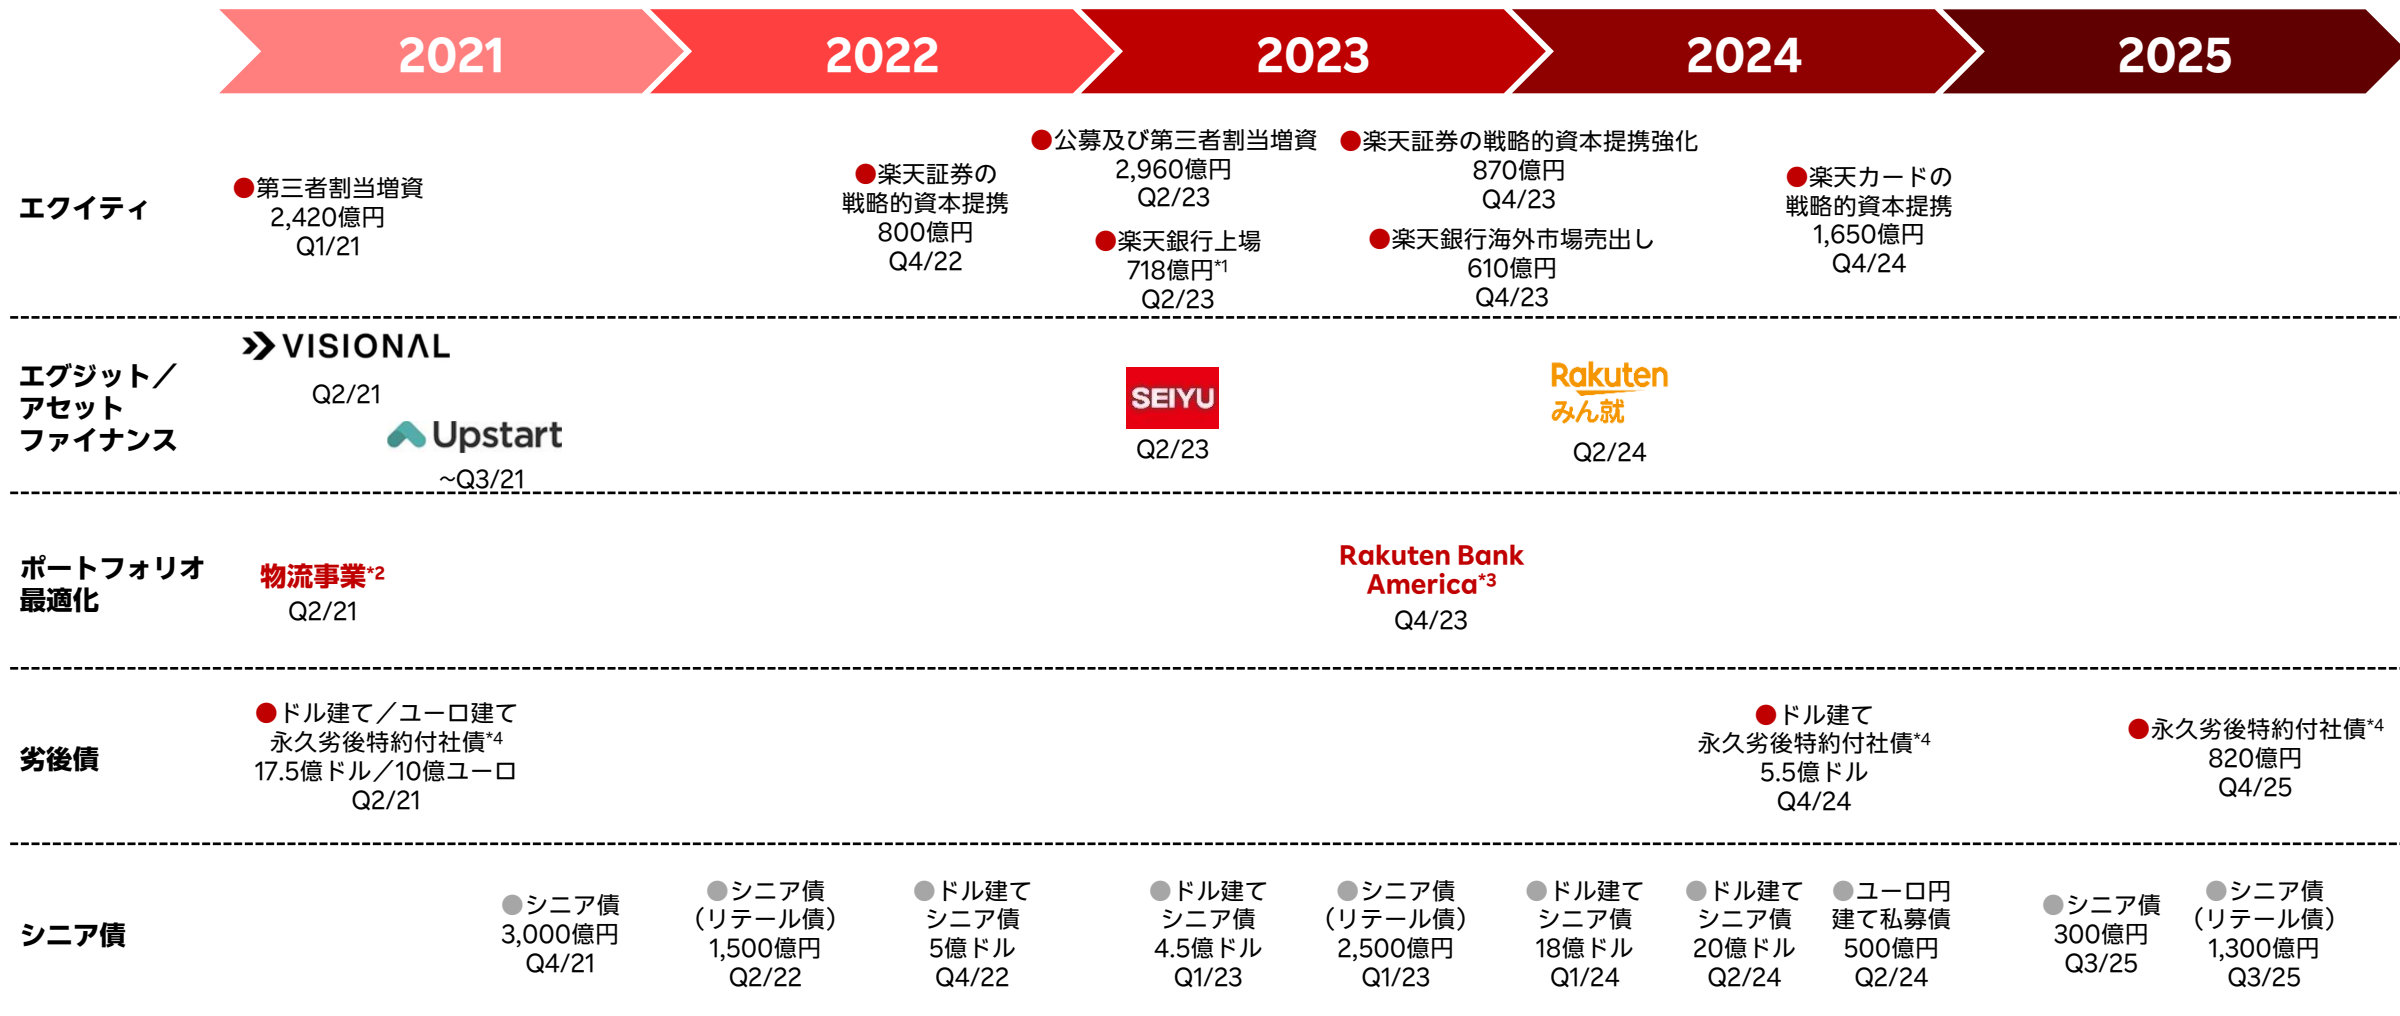 2021
2022
2023
2024
2025
エクイティ
●第三者割当増資
2,420億円
Q1/21
●楽天証券の
戦略的資本提携
800億円
Q4/22
●公募及び第三者割当増資
2,960億円
Q2/23
●楽天銀行上場
718億円*1
Q2/23
●楽天証券の戦略的資本提携強化
870億円
Q4/23
●楽天銀行海外市場売出し
610億円
Q4/23
●楽天カードの
戦略的資本提携
1,650億円
Q4/24
エグジット／
アセット
ファイナンス
VISIONAL
Q2/21
Upstart
~Q3/21
SEIYU
Q2/23
Rakuten
みん就
Q2/24
ポートフォリオ
最適化
物流事業*2
Q2/21
Rakuten Bank
America*3
Q4/23
劣後債
●ドル建て／ユーロ建て
永久劣後特約付社債*4
17.5億ドル／10億ユーロ
Q2/21
●ドル建て
永久劣後特約付社債*4
5.5億ドル
Q4/24
●永久劣後特約付社債*4
820億円
Q4/25
シニア債
●シニア債
3,000億円
Q4/21
●シニア債
（リテール債）
1,500億円
Q2/22
●ドル建て
シニア債
5億ドル
Q4/22
●ドル建て
シニア債
4.5億ドル
Q1/23
●シニア債
（リテール債）
2,500億円
Q1/23
●ドル建て
シニア債
18億ドル
Q1/24
●ドル建て
シニア債
20億ドル
Q2/24
●ユーロ円
建て私募債
500億円
Q2/24
●シニア債
300億円
Q3/25
●シニア債
（リテール債）
1,300億円
Q3/25